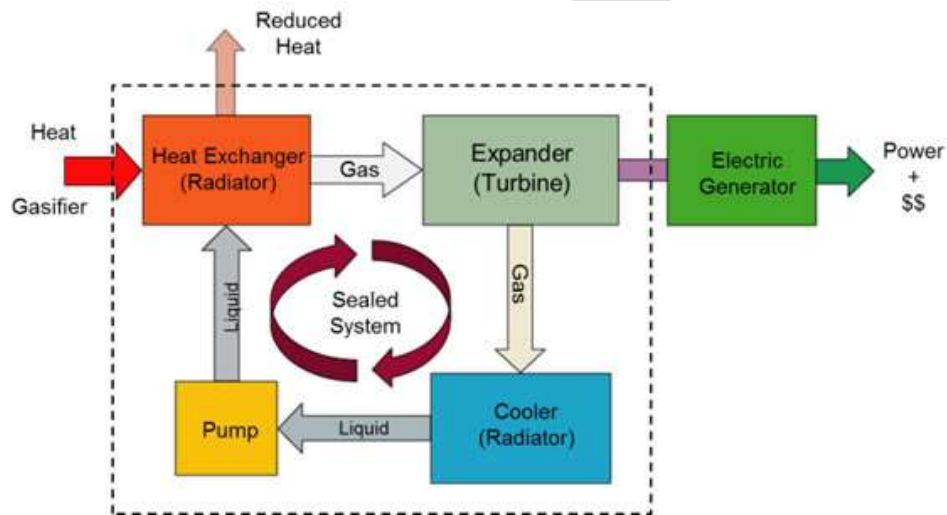 Reduced
Heat
Heat
Gasifier
Heat Exchanger
(Radiator)
Gas
Expander
(Turbine)
Electric
Generator
Power
+
$$
Gas
Liquid
Sealed
System
Pump
Liquid
Cooler
(Radiator)